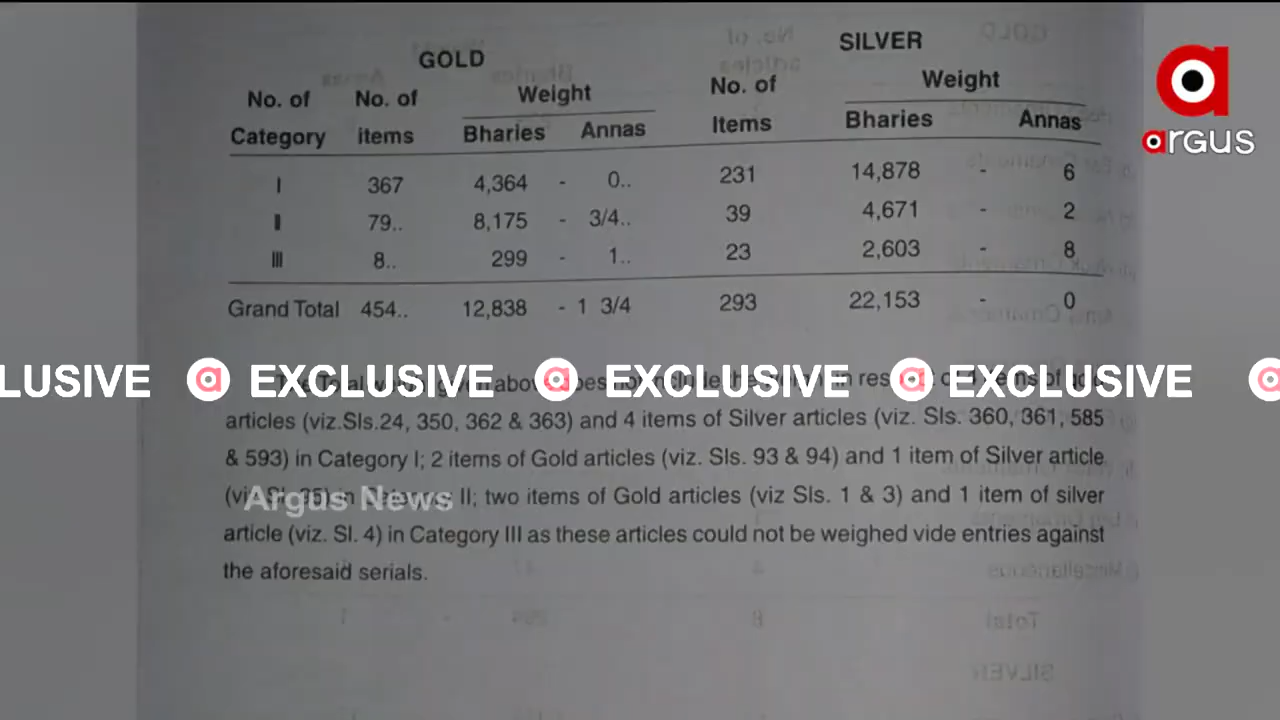 GOLD SILVER
No. of No. of Weight No. of Weight
Category items Bharies Annas Items Bharies Annas
I 367 4,364 - 0.. 231 14,878 - 6
II 79.. 8,175 - 3/4.. 39 4,671 - 2
III 8.. 299 - 1.. 23 2,603 - 8
Grand Total 454.. 12,838 - 1 3/4 293 22,153 - 0
LUSIVE a EXCLUSIVE a EXCLUSIVE a EXCLUSIVE a
articles (viz.Sls.24, 350, 362 & 363) and 4 items of Silver articles (viz. Sls. 360, 361, 585
& 593) in Category I; 2 items of Gold articles (viz. Sls. 93 & 94) and 1 item of Silver article
II; two items of Gold articles (viz Sls. 1 & 3) and 1 item of silver
Argus News
article (viz. Sl. 4) in Category III as these articles could not be weighed vide entries against
the aforesaid serials.
a
argus